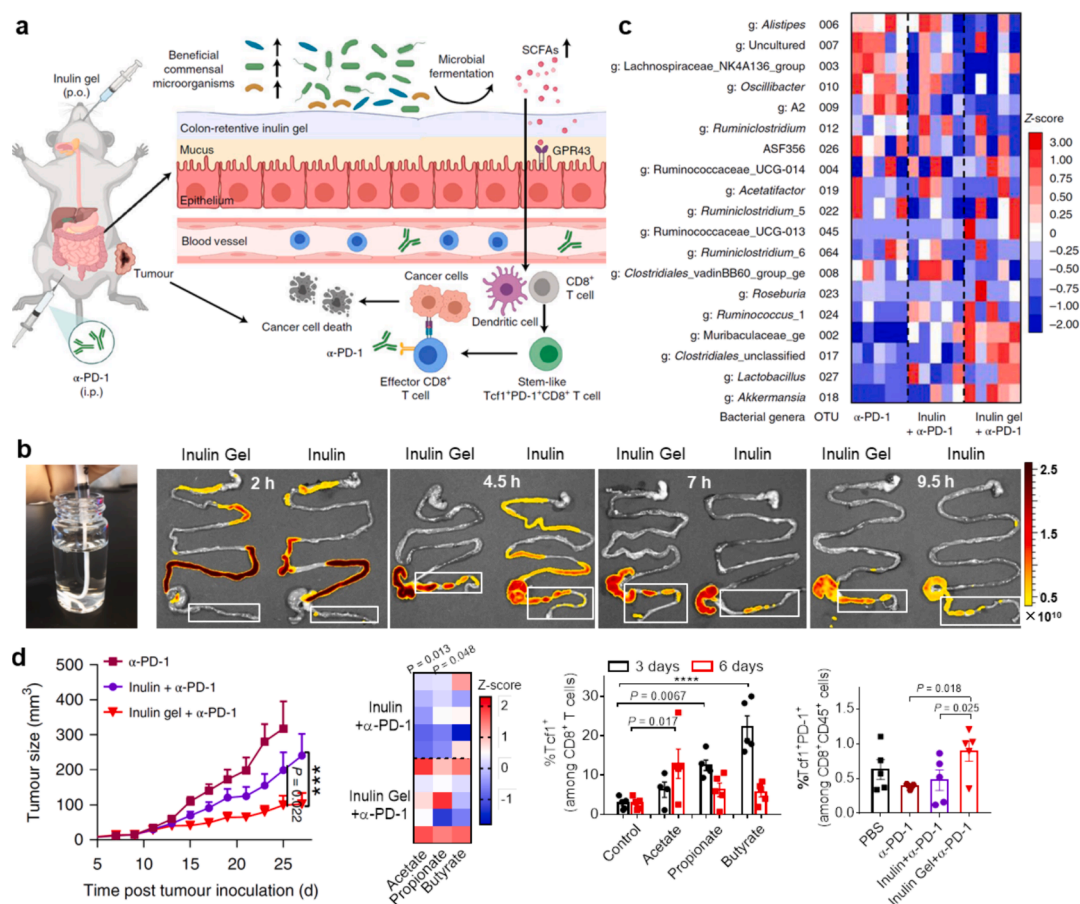 a
Beneficial
commensal
microorganisms
Microbial
fermentation
SCFAs
Inulin gel
(p.o.)
Colon-retentive inulin gel
Mucus
GPR43
Epithelium
Blood vessel
Tumour
Cancer cells
CD8+
T cell
Dendritic cell
Cancer cell death
α-PD-1
Effector CD8+
T cell
Stem-like
Tcf1+PD-1+CD8+ T cell
α-PD-1
(i.p.)
c
g: Alistipes 006
g: Uncultured 007
g: Lachnospiraceae_NK4A136_group 003
g: Oscillibacter 010
g: A2 009
g: Ruminiclostridium 012
ASF356 026
g: Ruminococcaceae_UCG-014 004
g: Acetatifactor 019
g: Ruminiclostridium_5 022
g: Ruminococcaceae_UCG-013 045
g: Ruminiclostridium_6 064
g: Clostridiales_vadinBB60_group_ge 008
g: Roseburia 023
g: Ruminococcus_1 024
g: Muribaculaceae_ge 002
g: Clostridiales_unclassified 017
g: Lactobacillus 027
g: Akkermansia 018
Bacterial genera OTU α-PD-1 Inulin + α-PD-1 Inulin gel + α-PD-1
Z-score
3.00
1.00
0.75
0.50
0.25
0
−0.25
−0.50
−0.75
−1.00
−2.00
b
Inulin Gel Inulin Inulin Gel Inulin Inulin Gel Inulin Inulin Gel Inulin
2 h 4.5 h 7 h 9.5 h
2.5
2.0
1.5
1.0
0.5
×10¹⁰
d
Tumour size (mm3)
500
400
300
200
100
0
5 10 15 20 25
Time post tumour inoculation (d)
α-PD-1
Inulin + α-PD-1
Inulin gel + α-PD-1
****
P = 0.022
P = 0.013
P = 0.048
Inulin
+α-PD-1
Inulin Gel
+α-PD-1
Acetate
Propionate
Butyrate
Z-score
2
1
0
-1
3 days 6 days
%Tcf1+
(among CD8+ T cells)
30
20
10
0
****
P = 0.0067
P = 0.017
Control
Acetate
Propionate
Butyrate
%Tcf1+PD-1+
(among CD8+CD45+ cells)
1.5
1.0
0.5
0.0
P = 0.018
P = 0.025
PBS
α-PD-1
Inulin+α-PD-1
Inulin Gel+α-PD-1